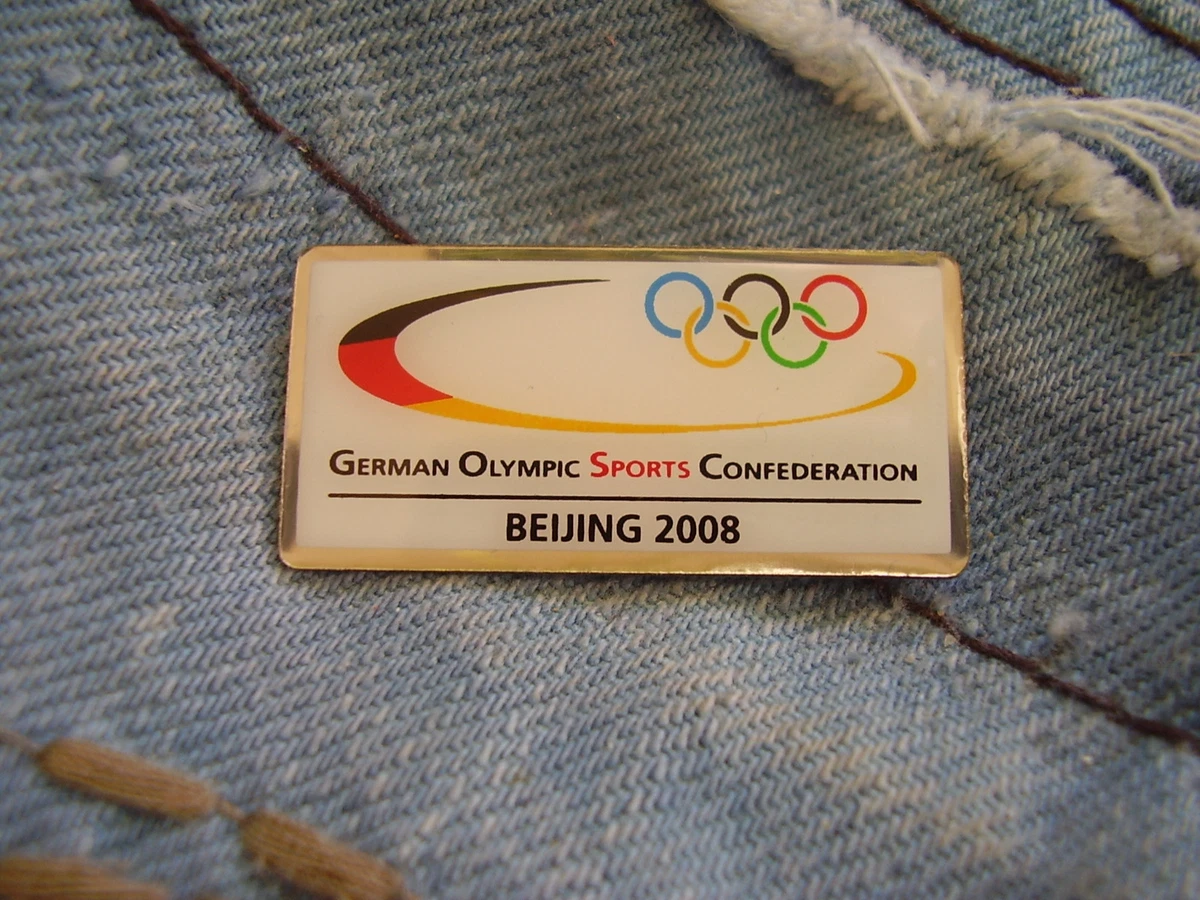 German Olympic Sports Confederation
BEIJING 2008